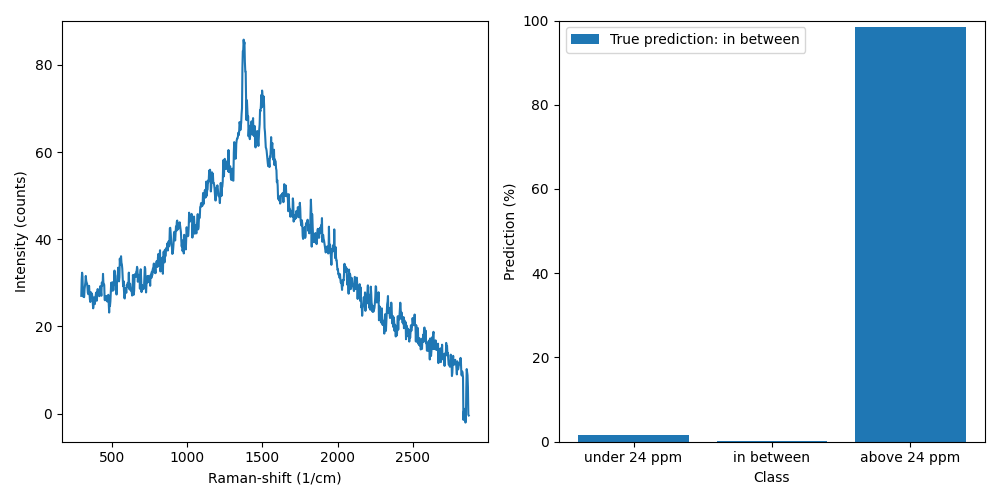 80
60
40
20
0
Intensity (counts)
500 1000 1500 2000 2500
Raman-shift (1/cm)
100
80
60
40
20
0
Prediction (%)
True prediction: in between
under 24 ppm in between above 24 ppm
Class